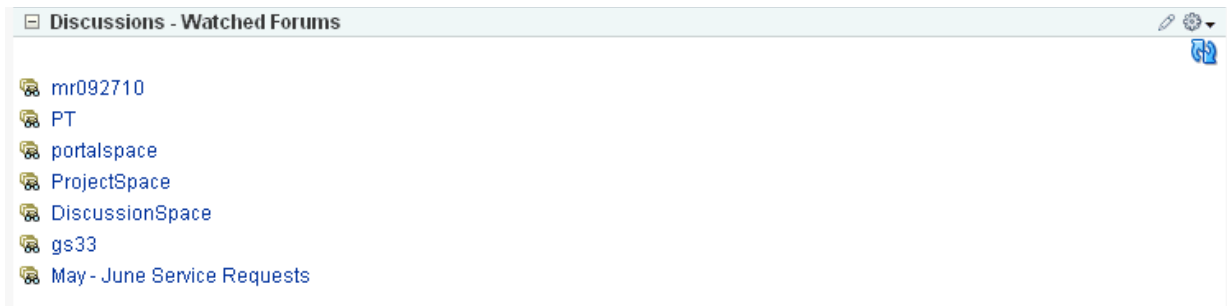 Discussions - Watched Forums
mr092710
PT
portalspace
ProjectSpace
DiscussionSpace
gs33
May - June Service Requests